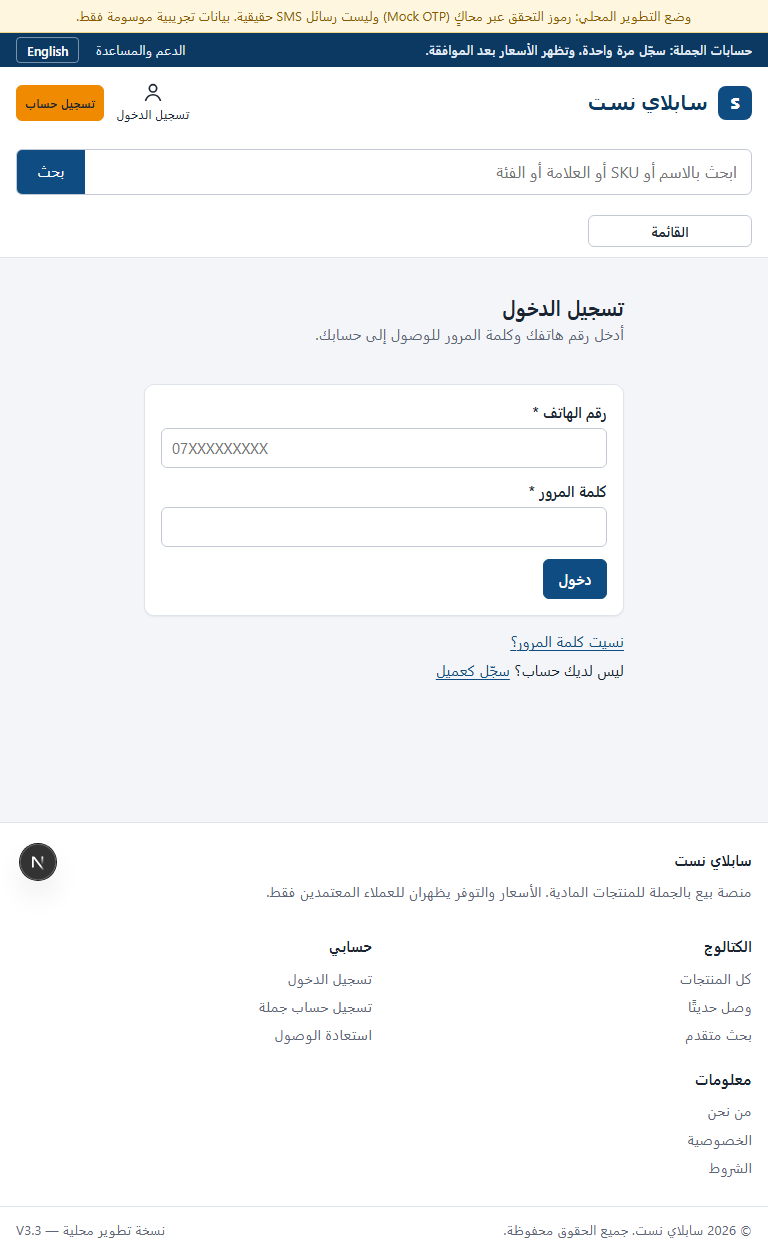 وضع التطوير المحلي: رموز التحقق عبر محاكٍ (Mock OTP) وليست رسائل SMS حقيقية. بيانات تجريبية موسومة فقط.
حسابات الجملة: سجّل مرة واحدة، وتظهر الأسعار بعد الموافقة.
الدعم والمساعدة
English
S
سابلاي نست
تسجيل الدخول
تسجيل حساب
ابحث بالاسم أو SKU أو العلامة أو الفئة
بحث
القائمة
تسجيل الدخول
أدخل رقم هاتفك وكلمة المرور للوصول إلى حسابك.
رقم الهاتف *
07XXXXXXXXX
كلمة المرور *
دخول
نسيت كلمة المرور؟
ليس لديك حساب؟ سجّل كعميل
سابلاي نست
N
منصة بيع بالجملة للمنتجات المادية. الأسعار والتوفر يظهران للعملاء المعتمدين فقط.
الكتالوج
كل المنتجات
وصل حديثًا
بحث متقدم
حسابي
تسجيل الدخول
تسجيل حساب جملة
استعادة الوصول
معلومات
من نحن
الخصوصية
الشروط
© 2026 سابلاي نست. جميع الحقوق محفوظة.
نسخة تطوير محلية — V3.3